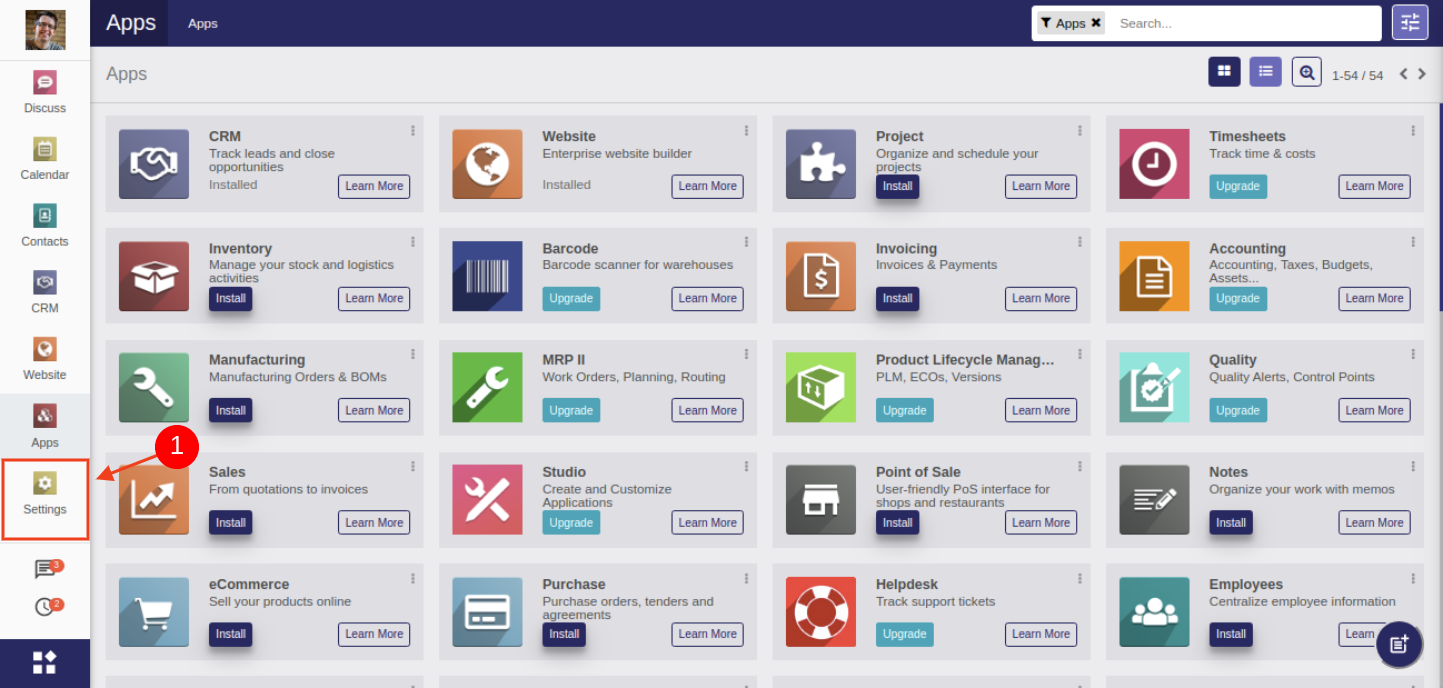 Apps
Apps
Apps ✖
Search...
Discuss
Calendar
Contacts
CRM
Website
Apps
Settings
3
2
1
Apps
1-54 / 54
CRM
Track leads and close
opportunities
Installed
Learn More
Website
Enterprise website builder
Installed
Learn More
Project
Organize and schedule your
projects
Install
Learn More
Timesheets
Track time & costs
Upgrade
Learn More
Inventory
Manage your stock and logistics
activities
Install
Learn More
Barcode
Barcode scanner for warehouses
Upgrade
Learn More
Invoicing
Invoices & Payments
Install
Learn More
Accounting
Accounting, Taxes, Budgets,
Assets...
Upgrade
Learn More
Manufacturing
Manufacturing Orders & BOMs
Install
Learn More
MRP II
Work Orders, Planning, Routing
Upgrade
Learn More
Product Lifecycle Manag...
PLM, ECOs, Versions
Upgrade
Learn More
Quality
Quality Alerts, Control Points
Upgrade
Learn More
Sales
From quotations to invoices
Install
Learn More
Studio
Create and Customize
Applications
Upgrade
Learn More
Point of Sale
User-friendly PoS interface for
shops and restaurants
Install
Learn More
Notes
Organize your work with memos
Install
Learn More
eCommerce
Sell your products online
Install
Learn More
Purchase
Purchase orders, tenders and
agreements
Install
Learn More
Helpdesk
Track support tickets
Upgrade
Learn More
Employees
Centralize employee information
Install
Learn